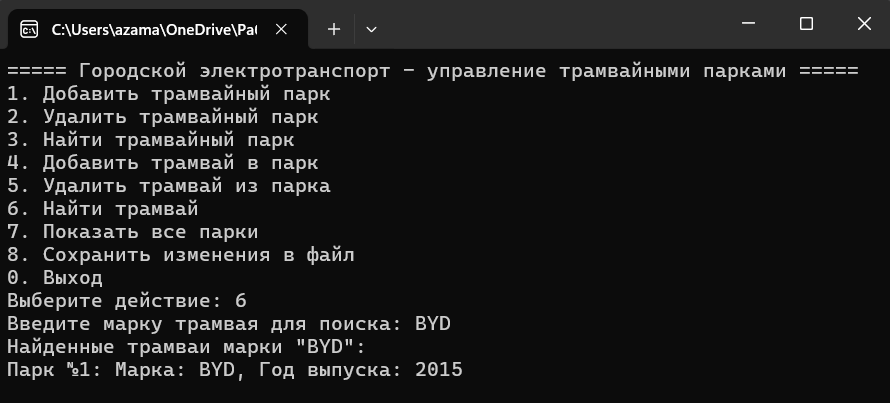 C:\Users\azama\OneDrive\Ра
===== Городской электротранспорт - управление трамвайными парками =====
1. Добавить трамвайный парк
2. Удалить трамвайный парк
3. Найти трамвайный парк
4. Добавить трамвай в парк
5. Удалить трамвай из парка
6. Найти трамвай
7. Показать все парки
8. Сохранить изменения в файл
0. Выход
Выберите действие: 6
Введите марку трамвая для поиска: BYD
Найденные трамваи марки "BYD":
Парк №1: Марка: BYD, Год выпуска: 2015